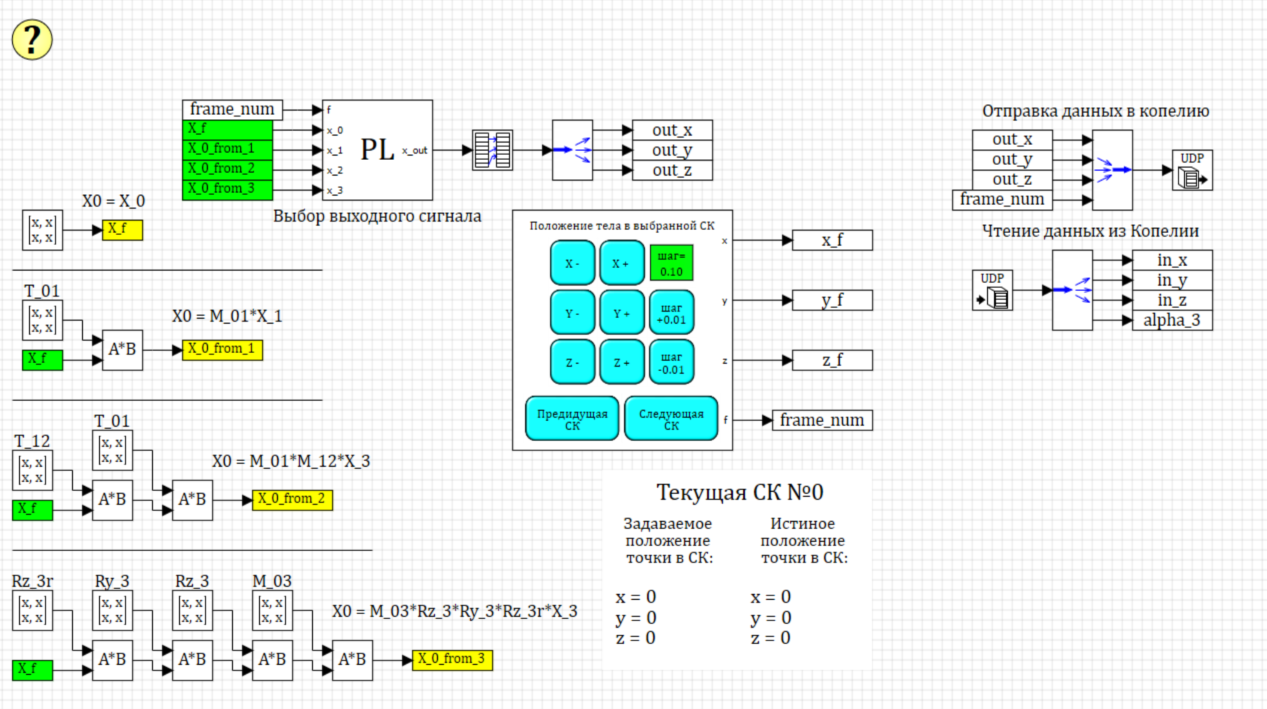 ?
frame_num
X_f
X_0_from_1
X_0_from_2
X_0_from_3
f
x_0
x_1
x_2
x_3
PL
x_out
out_x
out_y
out_z
Выбор выходного сигнала
Отправка данных в копелию
out_x
out_y
out_z
frame_num
UDP
Чтение данных из Копелии
UDP
in_x
in_y
in_z
alpha_3
X0 = X_0
[x, x]
[x, x]
X_f
T_01
[x, x]
[x, x]
X_f
A*B
X0 = M_01*X_1
X_0_from_1
Положение тела в выбранной СК
X -
X +
шаг=
0.10
Y -
Y +
шаг
+0.01
Z -
Z +
шаг
-0.01
Предидущая
СК
Следующая
СК
x
y
z
f
x_f
y_f
z_f
frame_num
T_01
[x, x]
[x, x]
T_12
[x, x]
[x, x]
X_f
A*B
A*B
X0 = M_01*M_12*X_3
X_0_from_2
Текущая СК №0
Задаваемое
положение
точки в СК:
x = 0
y = 0
z = 0
Истиное
положение
точки в СК:
x = 0
y = 0
z = 0
Rz_3r
Ry_3
Rz_3
M_03
[x, x]
[x, x]
[x, x]
[x, x]
[x, x]
[x, x]
[x, x]
[x, x]
X0 = M_03*Rz_3*Ry_3*Rz_3r*X_3
X_f
A*B
A*B
A*B
A*B
X_0_from_3